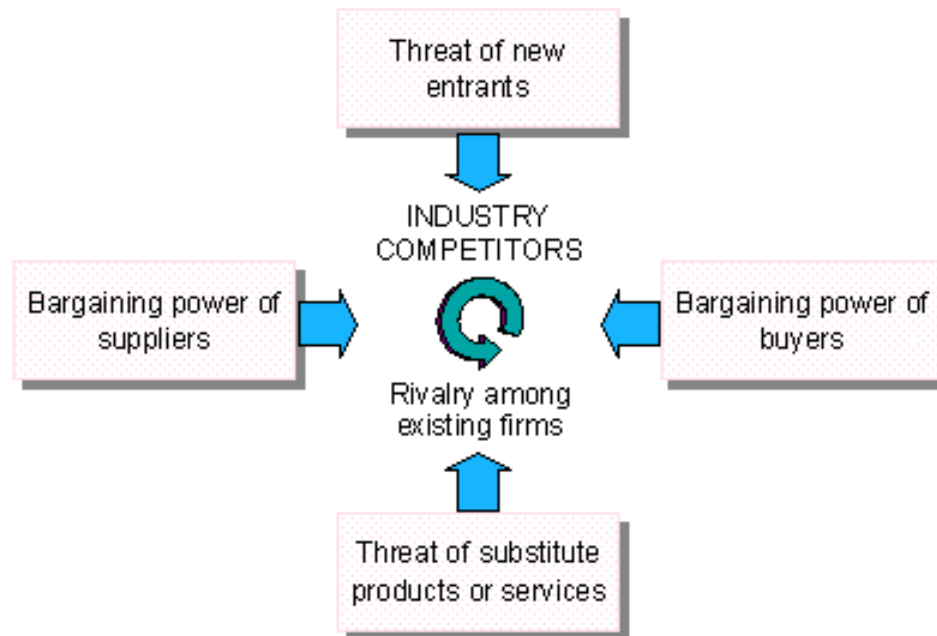 Threat of new
entrants
INDUSTRY
COMPETITORS
Bargaining power of
suppliers
Bargaining power of
buyers
Rivalry among
existing firms
Threat of substitute
products or services